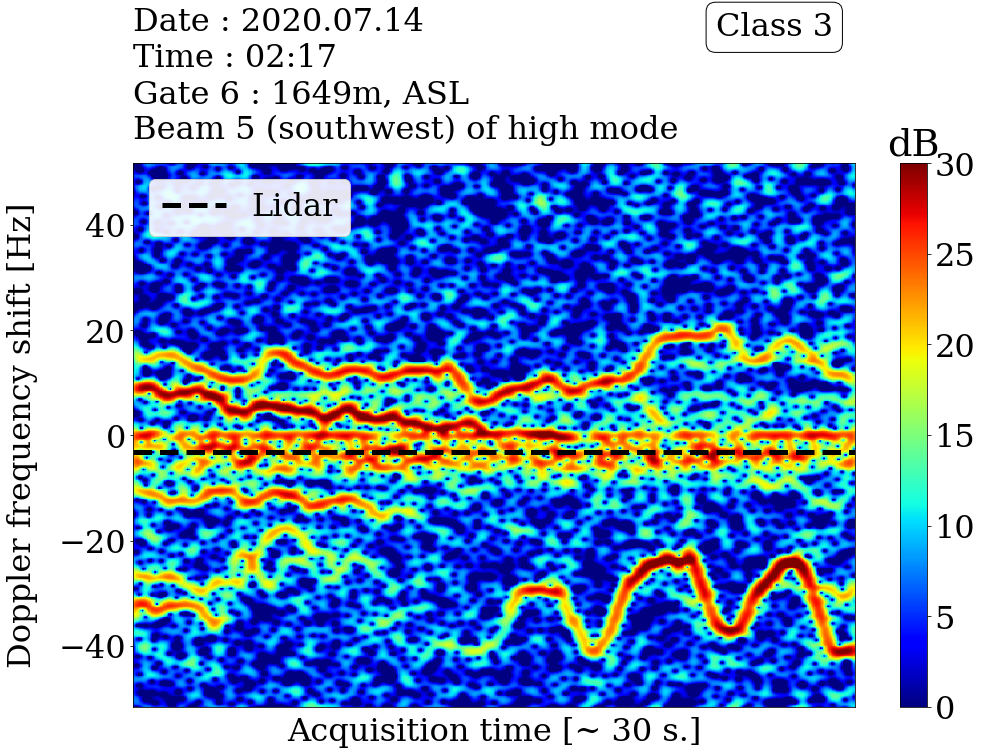 Date : 2020.07.14
Time : 02:17
Gate 6 : 1649m, ASL
Beam 5 (southwest) of high mode
Class 3
dB
Lidar
Doppler frequency shift [Hz]
40
20
0
−20
−40
30
25
20
15
10
5
0
Acquisition time [~ 30 s.]